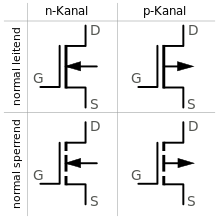 n-Kanal p-Kanal
normal leitend
D D
G G
S S
normal sperrend
D D
G G
S S